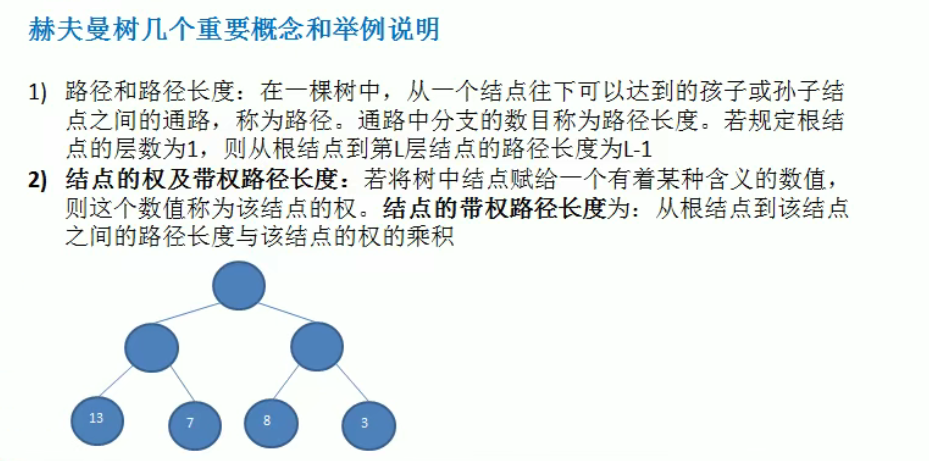 赫夫曼树几个重要概念和举例说明
1) 路径和路径长度：在一棵树中，从一个结点往下可以达到的孩子或孙子结
点之间的通路，称为路径。通路中分支的数目称为路径长度。若规定根结
点的层数为1，则从根结点到第L层结点的路径长度为L-1
2) 结点的权及带权路径长度：若将树中结点赋给一个有着某种含义的数值，
则这个数值称为该结点的权。结点的带权路径长度为：从根结点到该结点
之间的路径长度与该结点的权的乘积
13 7 8 3